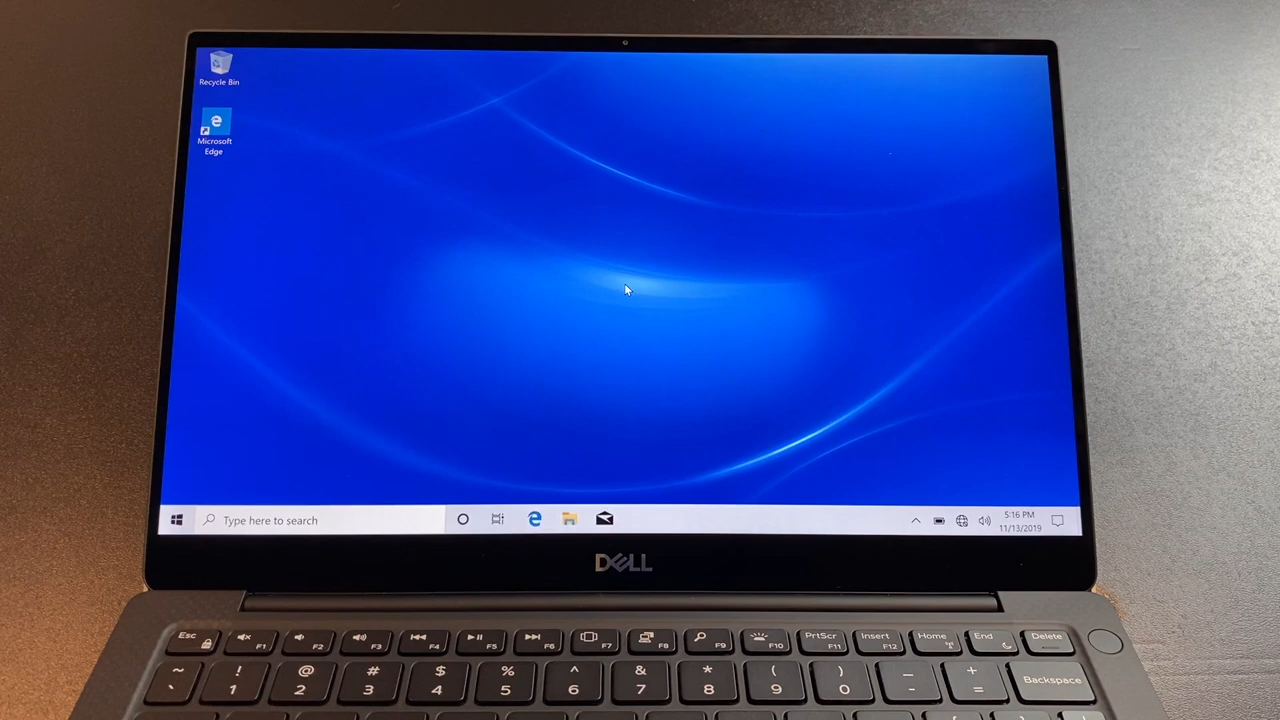 Recycle Bin
Microsoft
Edge
Type here to search
5:16 PM
11/13/2019
DELL
Esc
F1
F2
F3
F4
F5
F6
F7
F8
F9
F10
PrtScr
F11
Insert
F12
Home
End
Delete
~
`
!
1
@
2
#
3
$
4
%
5
^
6
&
7
*
8
(
9
)
0
_
-
+
=
Backspace